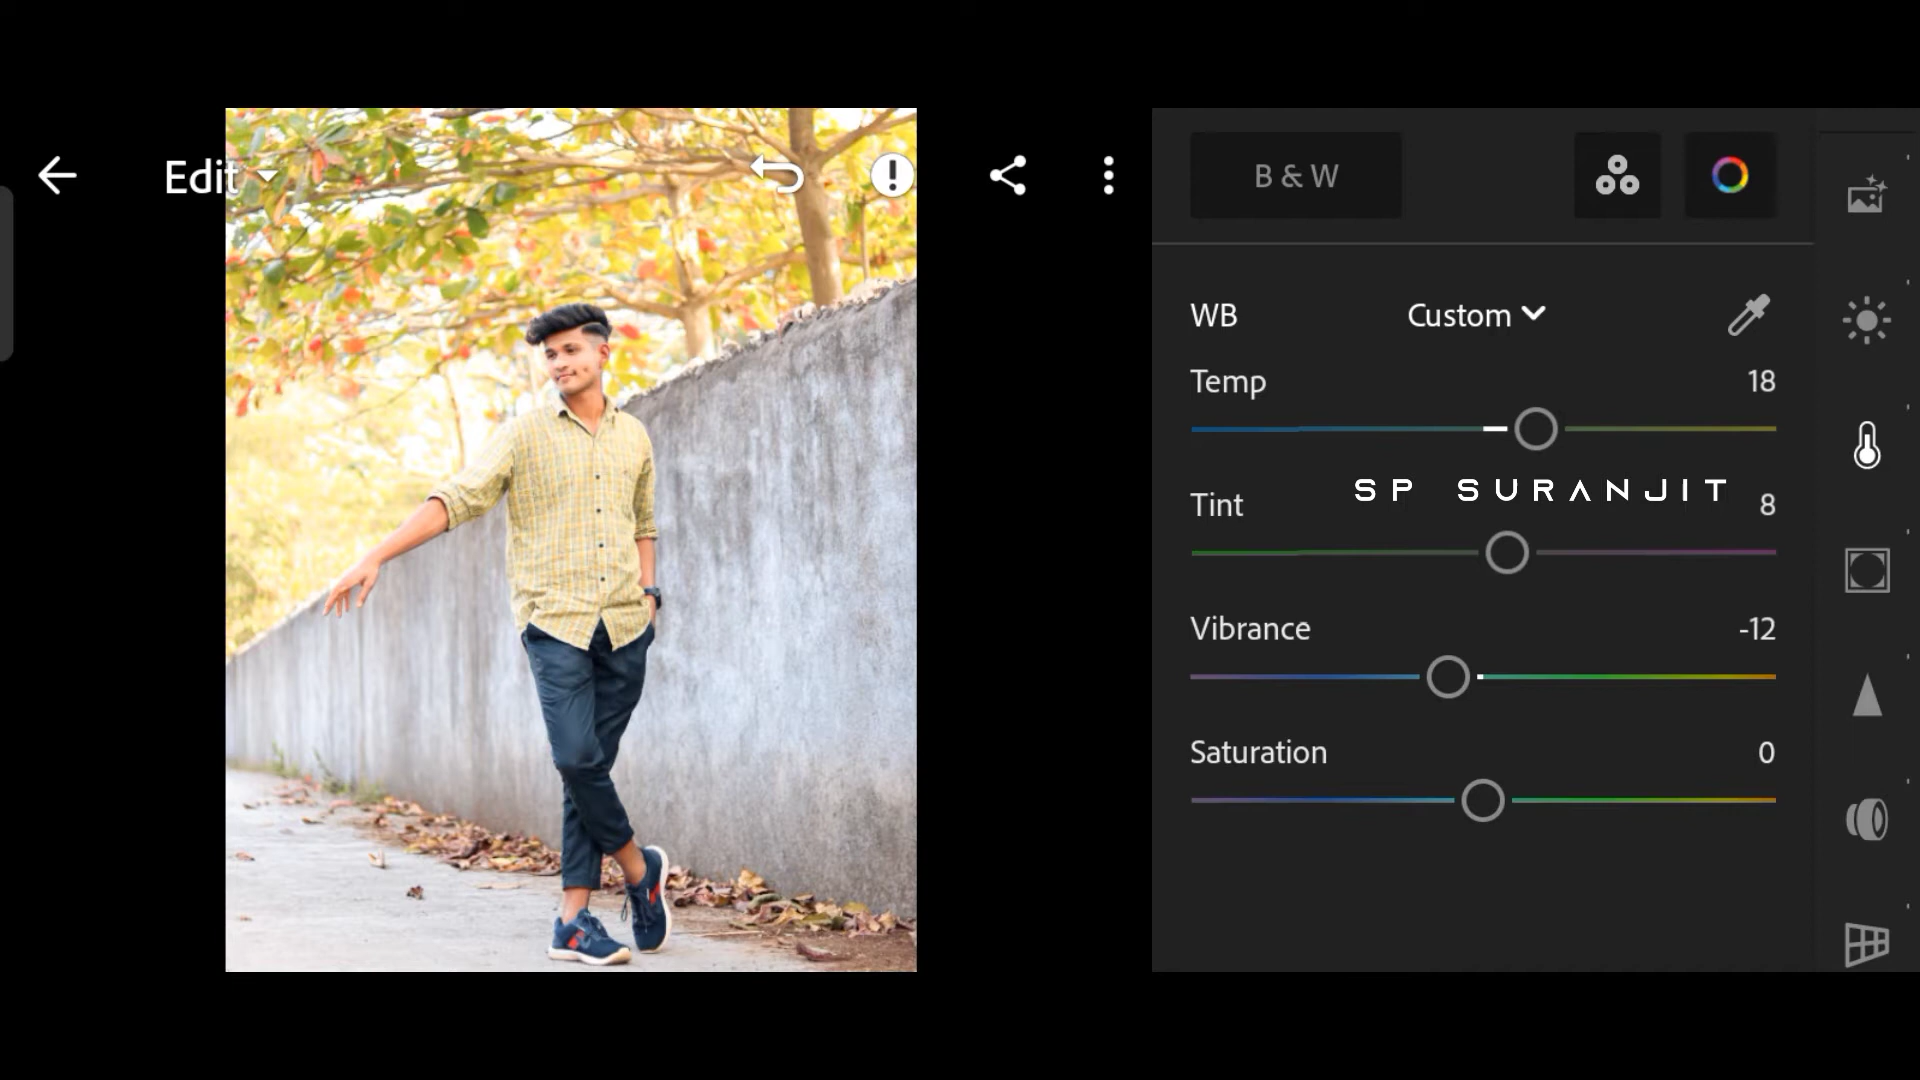 Edit
B & W
WB Custom
Temp 18
SP SURANJIT
Tint 8
Vibrance -12
Saturation 0